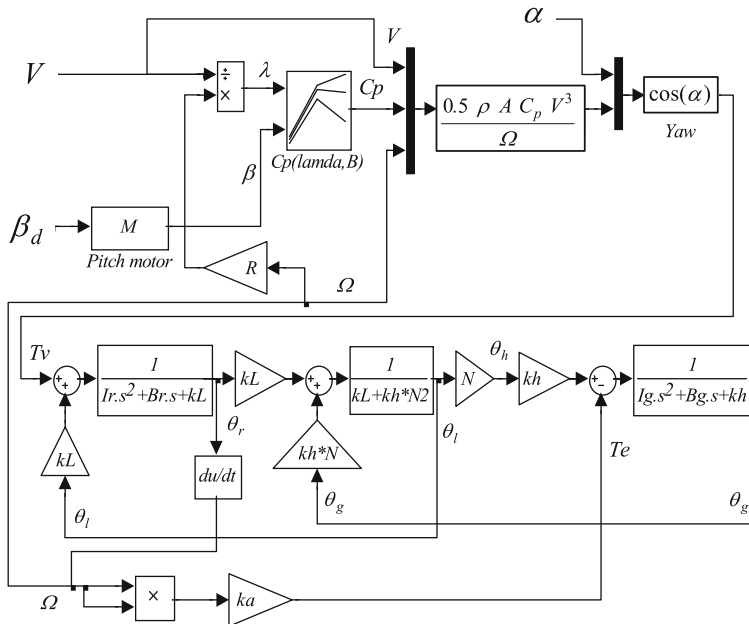 α
V
V
÷
×
λ
Cp
0.5 ρ A C_p V^3
Ω
cos(α)
Yaw
Cp(lamda,B)
β
β_d
M
Pitch motor
R
Ω
Tv
+
+
1
Ir.s^2+Br.s+kL
kL
+
+
1
kL+kh*N2
N
θ_h
kh
+
-
1
Ig.s^2+Bg.s+kh
θ_r
θ_l
Te
kL
du/dt
kh*N
θ_l
θ_g
θ_g
Ω
×
ka